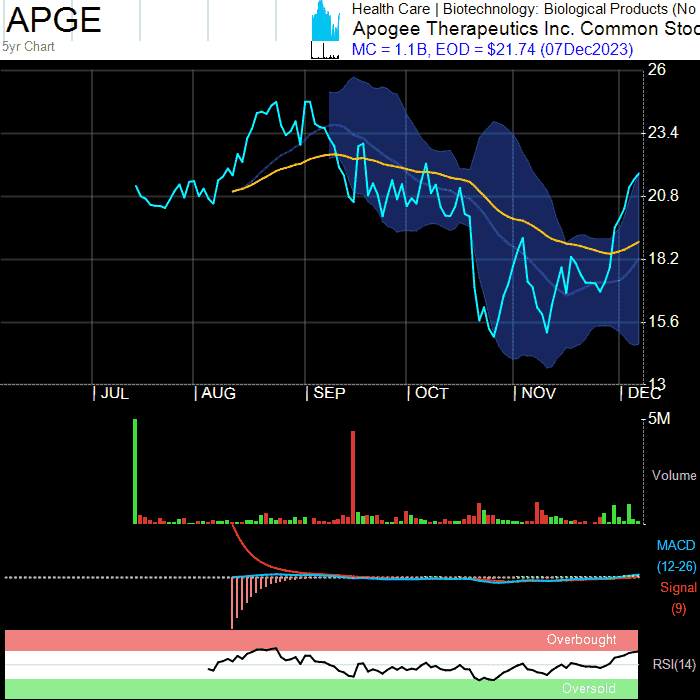 APGE
5yr Chart
Health Care | Biotechnology: Biological Products (No
Apogee Therapeutics Inc. Common Stoc
MC = 1.1B, EOD = $21.74 (07Dec2023)
26
23.4
20.8
18.2
15.6
13
JUL AUG SEP OCT NOV DEC
5M
Volume
MACD
(12-26)
Signal
(9)
Overbought
RSI(14)
Oversold